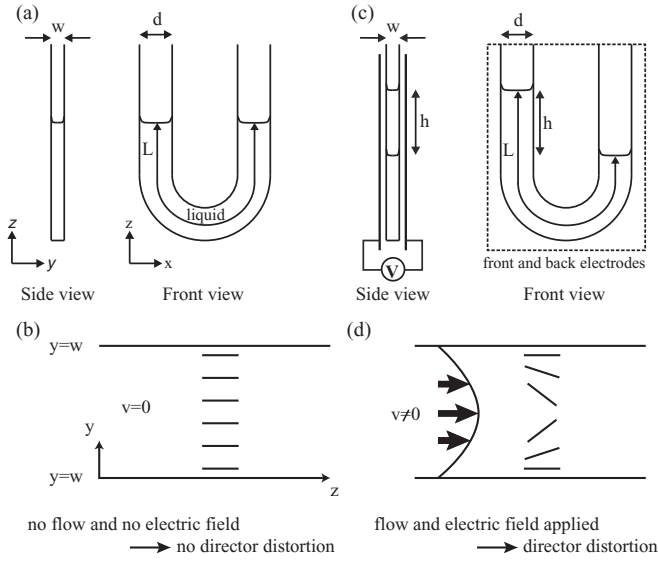 (a)
w
d
L
liquid
z
y
z
x
Side view
Front view
(c)
w
d
h
L
h
V
front and back electrodes
Side view
Front view
(b)
y=w
v=0
y
y=w
z
no flow and no electric field
no director distortion
(d)
v≠0
flow and electric field applied
director distortion